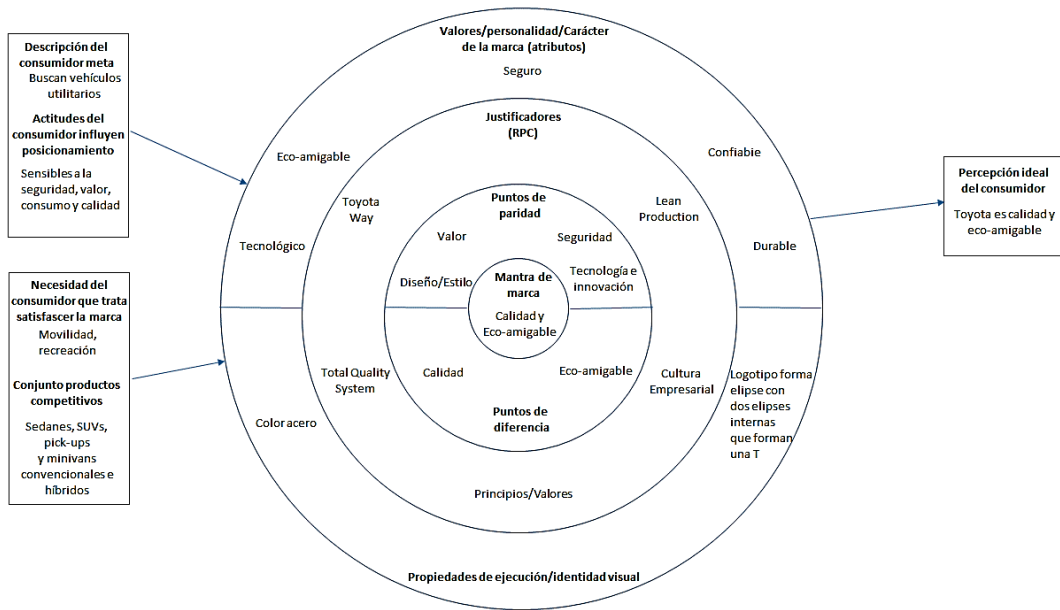 Descripción del
consumidor meta
Buscan vehículos
utilitarios
Actitudes del
consumidor influyen
posicionamiento
Sensibles a la
seguridad, valor,
consumo y calidad
Necesidad del
consumidor que trata
satisfascer la marca
Movilidad,
recreación
Conjunto productos
competitivos
Sedanes, SUVs,
pick-ups
y minivans
convencionales e
híbridos
Valores/personalidad/Carácter
de la marca (atributos)
Seguro
Eco-amigable
Confiabie
Tecnológico
Durable
Justificadores
(RPC)
Toyota
Way
Lean
Production
Puntos de
paridad
Valor
Seguridad
Diseño/Estilo
Tecnología e
innovación
Mantra de
marca
Calidad y
Eco-amigable
Calidad
Eco-amigable
Puntos de
diferencia
Total Quality
System
Cultura
Empresarial
Principios/Valores
Color acero
Logotipo forma
elipse con
dos elipses
internas
que forman
una T
Propiedades de ejecución/identidad visual
Percepción ideal
del consumidor
Toyota es calidad y
eco-amigable